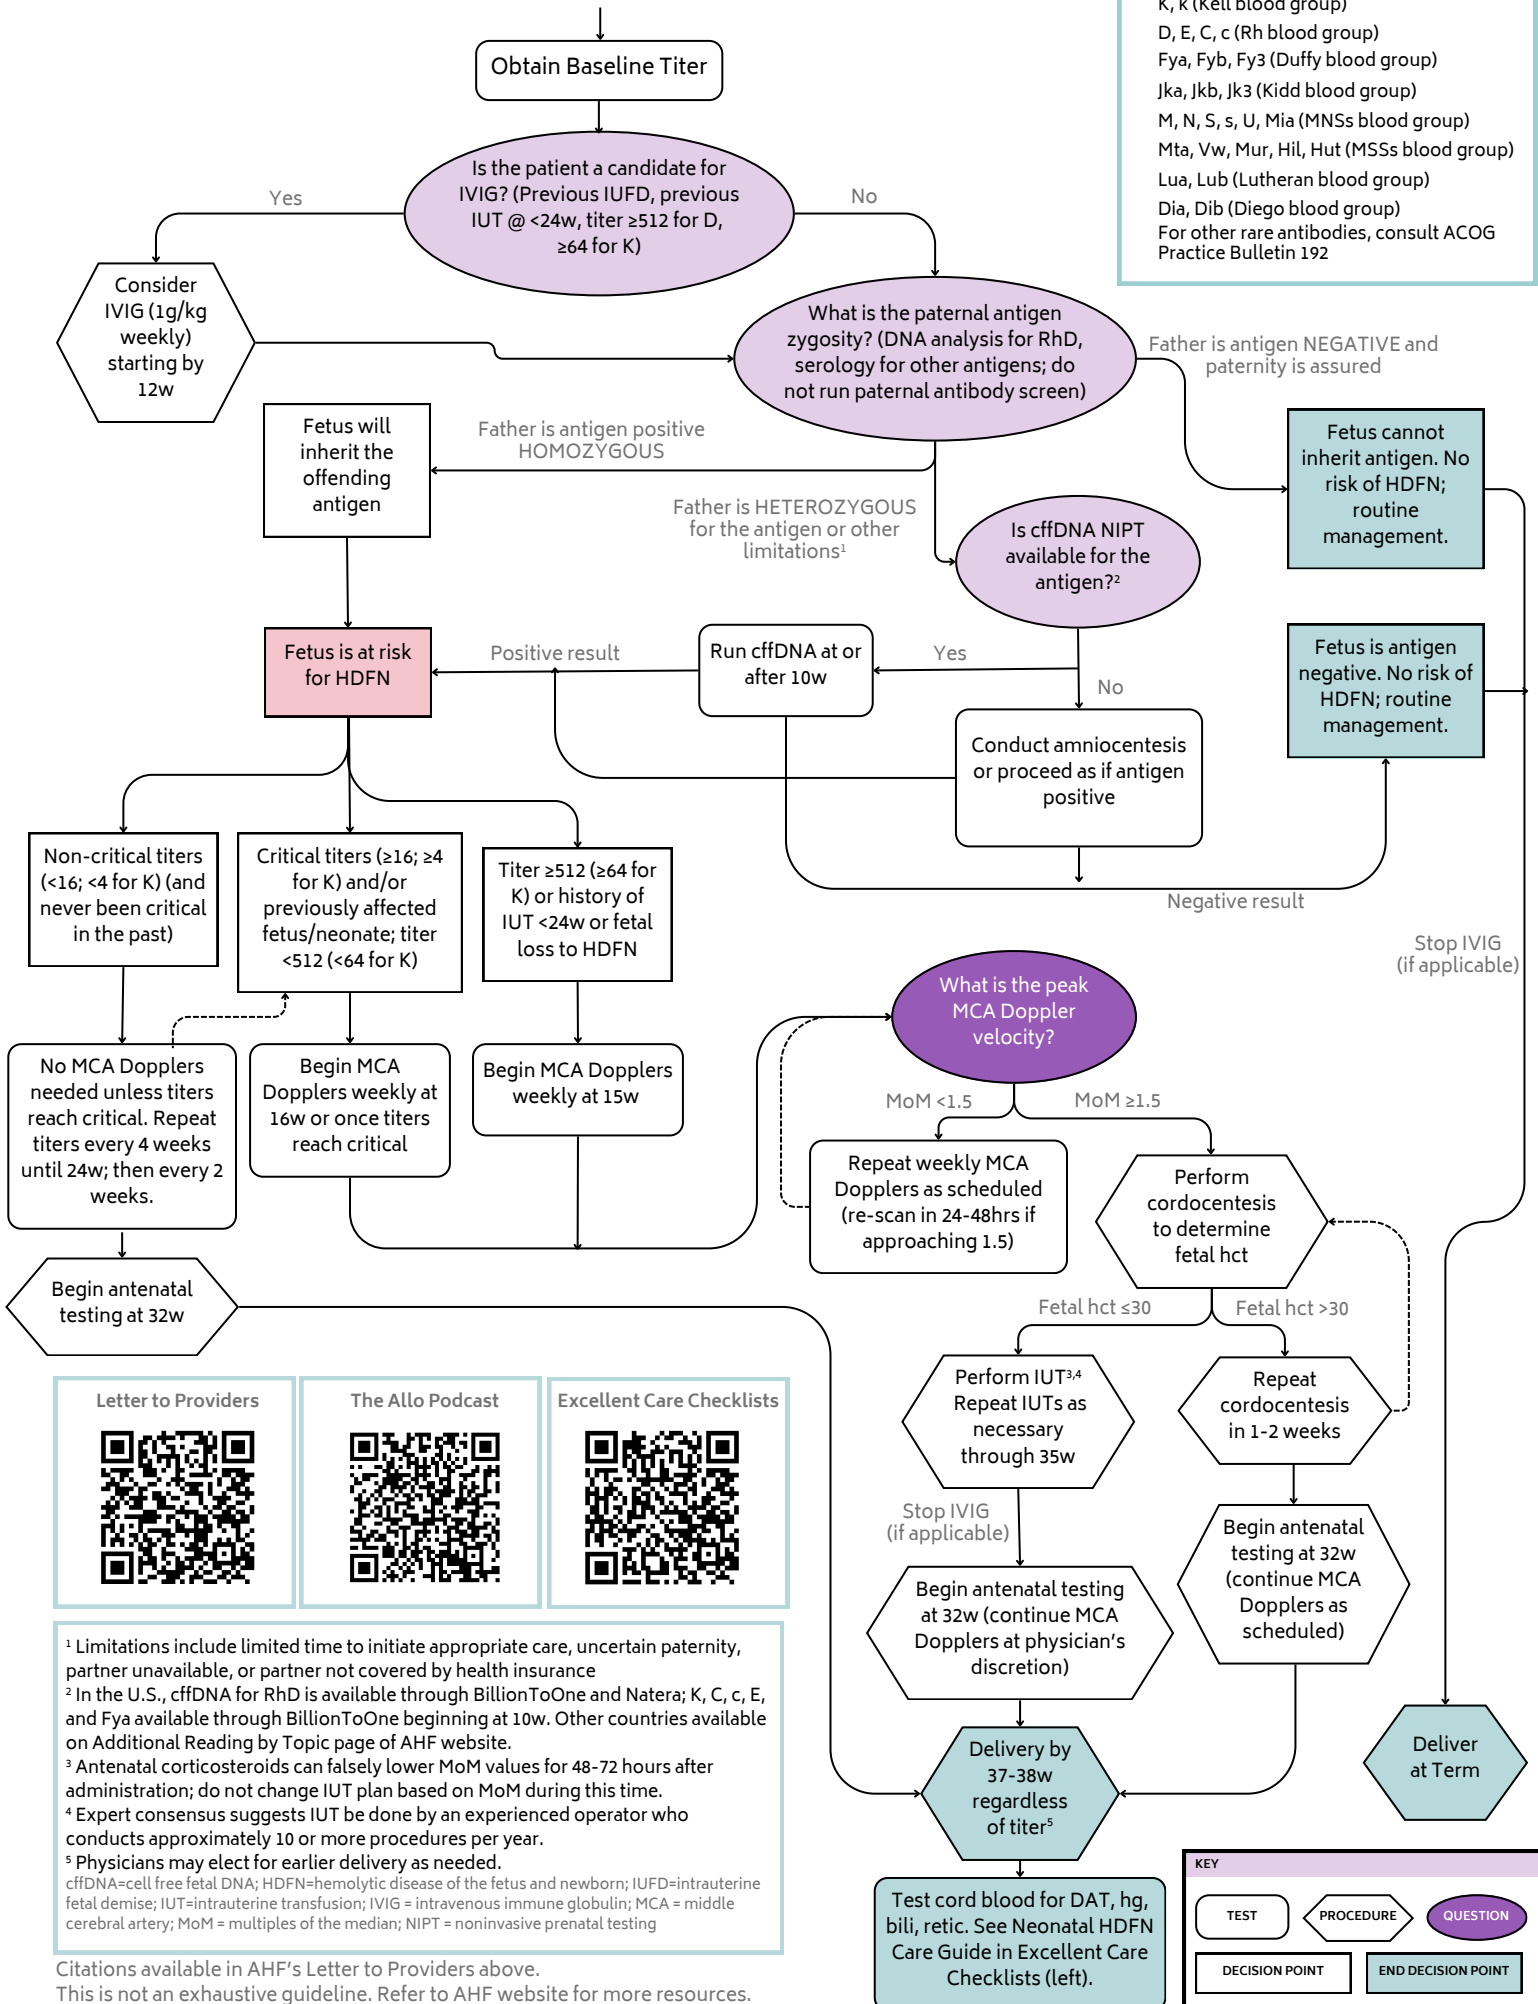 K, k (Kell blood group)
D, E, C, c (Rh blood group)
Fya, Fyb, Fy3 (Duffy blood group)
Jka, Jkb, Jk3 (Kidd blood group)
M, N, S, s, U, Mia (MNSs blood group)
Mta, Vw, Mur, Hil, Hut (MSSs blood group)
Lua, Lub (Lutheran blood group)
Dia, Dib (Diego blood group)
For other rare antibodies, consult ACOG
Practice Bulletin 192
Obtain Baseline Titer
Is the patient a candidate for
IVIG? (Previous IUFD, previous
IUT @ <24w, titer ≥512 for D,
≥64 for K)
Yes
No
Consider
IVIG (1g/kg
weekly)
starting by
12w
What is the paternal antigen
zygosity? (DNA analysis for RhD,
serology for other antigens; do
not run paternal antibody screen)
Father is antigen NEGATIVE and
paternity is assured
Fetus will
inherit the
offending
antigen
Father is antigen positive
HOMOZYGOUS
Fetus cannot
inherit antigen. No
risk of HDFN;
routine
management.
Father is HETEROZYGOUS
for the antigen or other
limitations¹
Is cffDNA NIPT
available for the
antigen?²
Fetus is at risk
for HDFN
Positive result
Run cffDNA at or
after 10w
Yes
No
Fetus is antigen
negative. No risk of
HDFN; routine
management.
Conduct amniocentesis
or proceed as if antigen
positive
Negative result
Non-critical titers
(<16; <4 for K) (and
never been critical
in the past)
Critical titers (≥16; ≥4
for K) and/or
previously affected
fetus/neonate; titer
<512 (<64 for K)
Titer ≥512 (≥64 for
K) or history of
IUT <24w or fetal
loss to HDFN
Stop IVIG
(if applicable)
What is the peak
MCA Doppler
velocity?
No MCA Dopplers
needed unless titers
reach critical. Repeat
titers every 4 weeks
until 24w; then every 2
weeks.
Begin MCA
Dopplers weekly at
16w or once titers
reach critical
Begin MCA Dopplers
weekly at 15w
MoM <1.5
MoM ≥1.5
Repeat weekly MCA
Dopplers as scheduled
(re-scan in 24-48hrs if
approaching 1.5)
Perform
cordocentesis
to determine
fetal hct
Begin antenatal
testing at 32w
Fetal hct ≤30
Fetal hct >30
Perform IUT³,⁴
Repeat IUTs as
necessary
through 35w
Repeat
cordocentesis
in 1-2 weeks
Letter to Providers
The Allo Podcast
Excellent Care Checklists
Stop IVIG
(if applicable)
Begin antenatal
testing at 32w
(continue MCA
Dopplers as
scheduled)
Begin antenatal testing
at 32w (continue MCA
Dopplers at physician's
discretion)
¹ Limitations include limited time to initiate appropriate care, uncertain paternity,
partner unavailable, or partner not covered by health insurance
² In the U.S., cffDNA for RhD is available through BillionToOne and Natera; K, C, c, E,
and Fya available through BillionToOne beginning at 10w. Other countries available
on Additional Reading by Topic page of AHF website.
³ Antenatal corticosteroids can falsely lower MoM values for 48-72 hours after
administration; do not change IUT plan based on MoM during this time.
⁴ Expert consensus suggests IUT be done by an experienced operator who
conducts approximately 10 or more procedures per year.
⁵ Physicians may elect for earlier delivery as needed.
cffDNA=cell free fetal DNA; HDFN=hemolytic disease of the fetus and newborn; IUFD=intrauterine
fetal demise; IUT=intrauterine transfusion; IVIG = intravenous immune globulin; MCA = middle
cerebral artery; MoM = multiples of the median; NIPT = noninvasive prenatal testing
Delivery by
37-38w
regardless
of titer⁵
Deliver
at Term
Test cord blood for DAT, hg,
bili, retic. See Neonatal HDFN
Care Guide in Excellent Care
Checklists (left).
KEY
TEST
PROCEDURE
QUESTION
DECISION POINT
END DECISION POINT
Citations available in AHF's Letter to Providers above.
This is not an exhaustive guideline. Refer to AHF website for more resources.